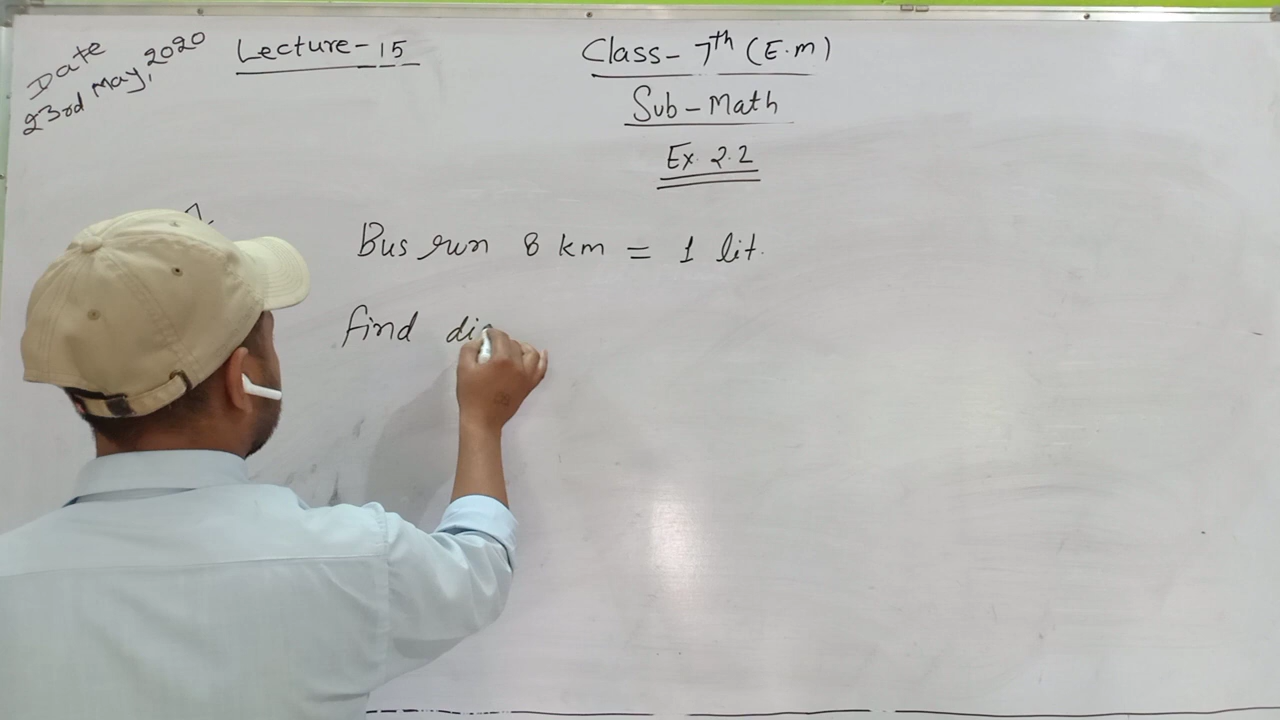 Date
23rd May, 2020
Lecture-15
Class-7th (E.m)
Sub-Math
Ex. 2.2
Bus run 8 km = 1 lit.
find